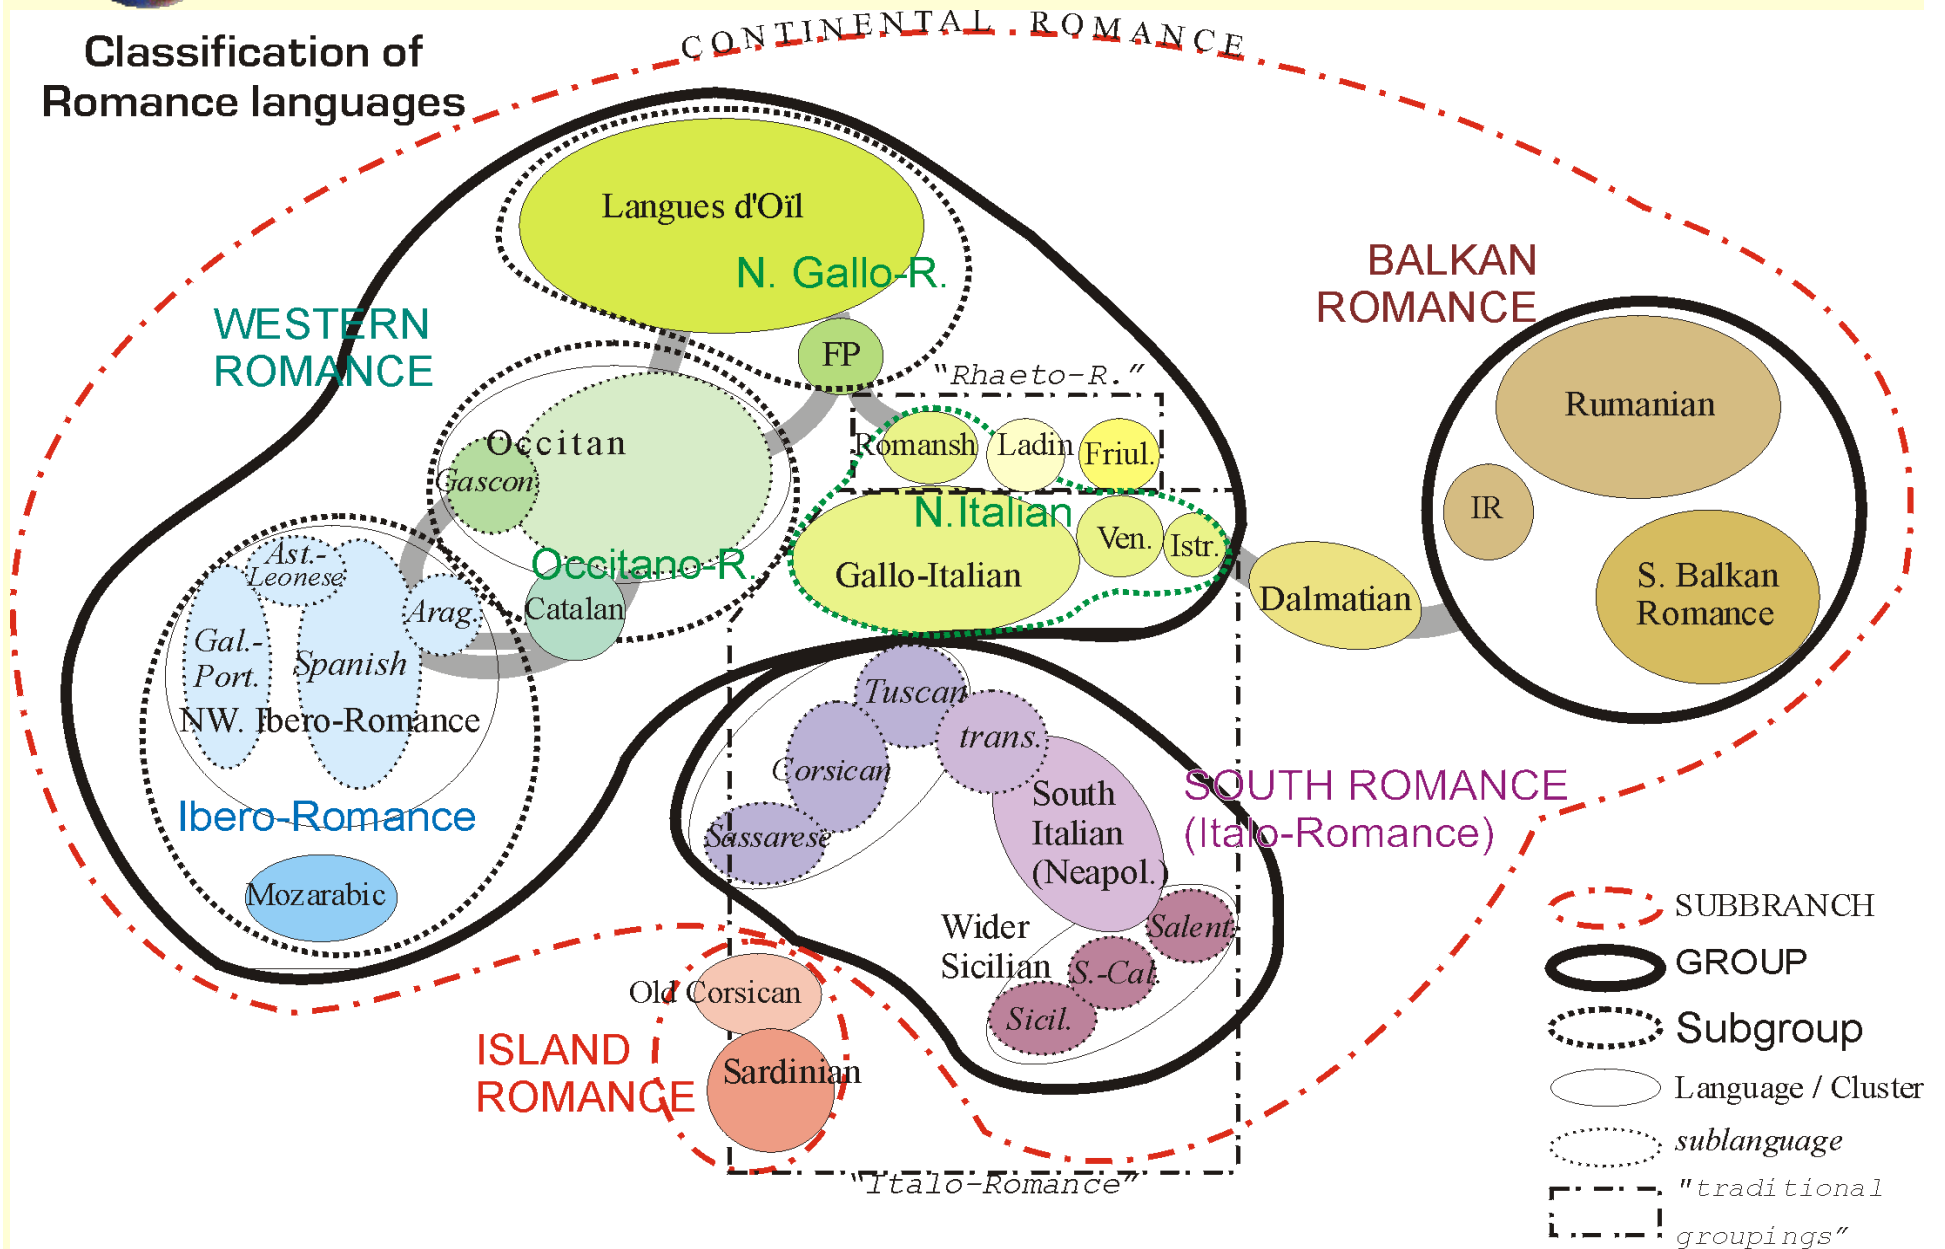 Classification of
Romance languages
CONTINENTAL ROMANCE
Langues d'Oïl
N. Gallo-R.
WESTERN
ROMANCE
BALKAN
ROMANCE
FP
"Rhaeto-R."
Rumanian
Occitan
Gascon
Romansh
Ladin
Friul.
IR
N.Italian
Ven.
Istr.
Gallo-Italian
Occitano-R.
Catalan
Dalmatian
S. Balkan
Romance
Ast.-
Leonese
Arag.
Gal.-
Port.
Spanish
NW. Ibero-Romance
Ibero-Romance
Mozarabic
Tuscan
trans.
Corsican
Sassarese
South
Italian
(Neapol.)
SOUTH ROMANCE
(Italo-Romance)
Wider
Sicilian
Salent.
S.-Cal.
Sicil.
Old Corsican
Sardinian
ISLAND
ROMANCE
"Italo-Romance"
SUBBRANCH
GROUP
Subgroup
Language / Cluster
sublanguage
"traditional
groupings"